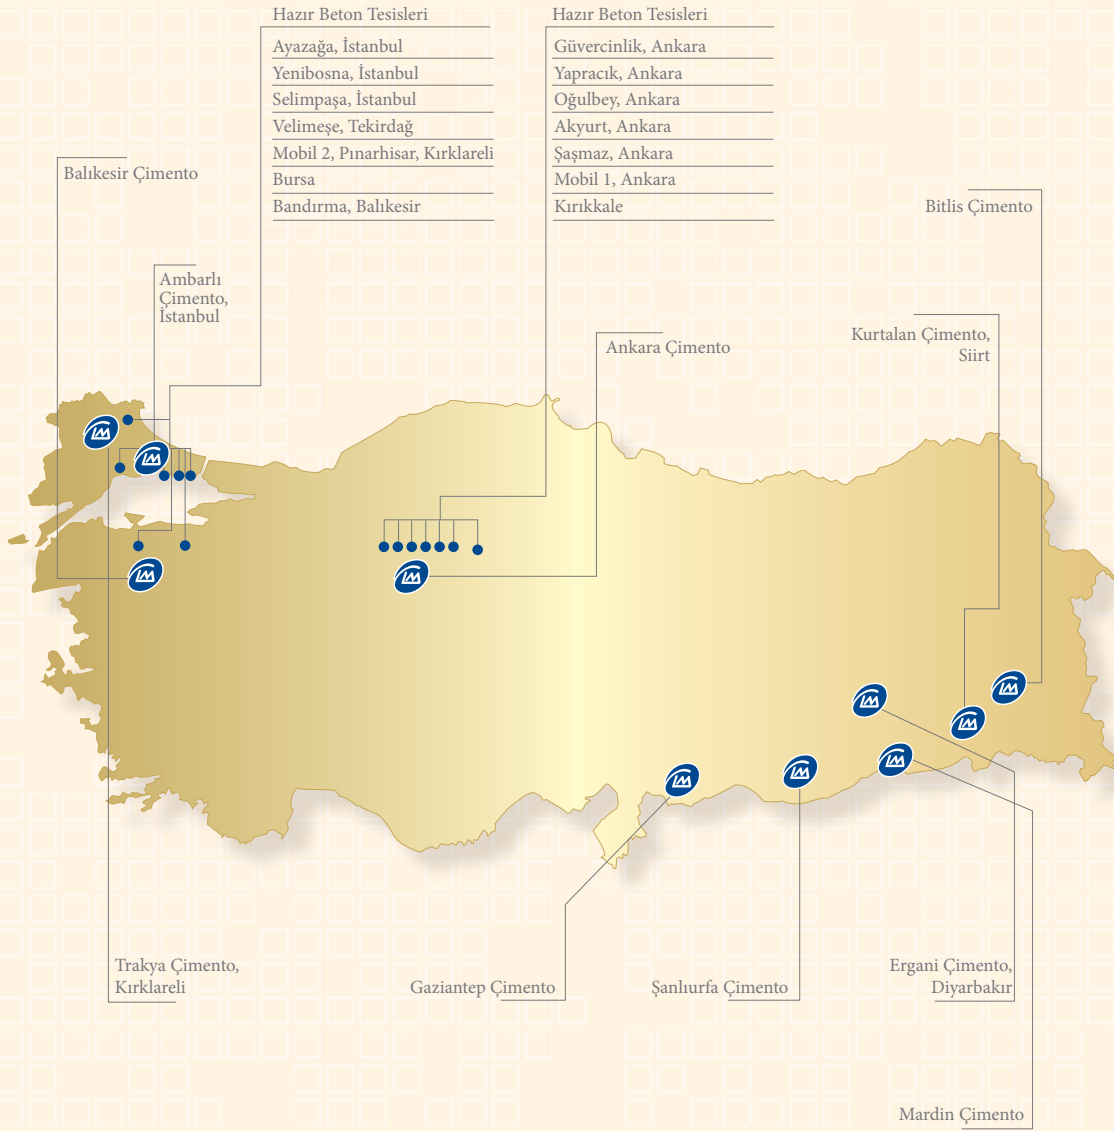 Hazır Beton Tesisleri
Ayazağa, İstanbul
Yenibosna, İstanbul
Selimpaşa, İstanbul
Velimeşe, Tekirdağ
Mobil 2, Pınarhisar, Kırklareli
Bursa
Bandırma, Balıkesir
Hazır Beton Tesisleri
Güvercinlik, Ankara
Yapracık, Ankara
Oğulbey, Ankara
Akyurt, Ankara
Şaşmaz, Ankara
Mobil 1, Ankara
Kırıkkale
Balıkesir Çimento
Bitlis Çimento
Ambarlı
Çimento,
İstanbul
Ankara Çimento
Kurtalan Çimento,
Siirt
Trakya Çimento,
Kırklareli
Gaziantep Çimento
Şanlıurfa Çimento
Ergani Çimento,
Diyarbakır
Mardin Çimento